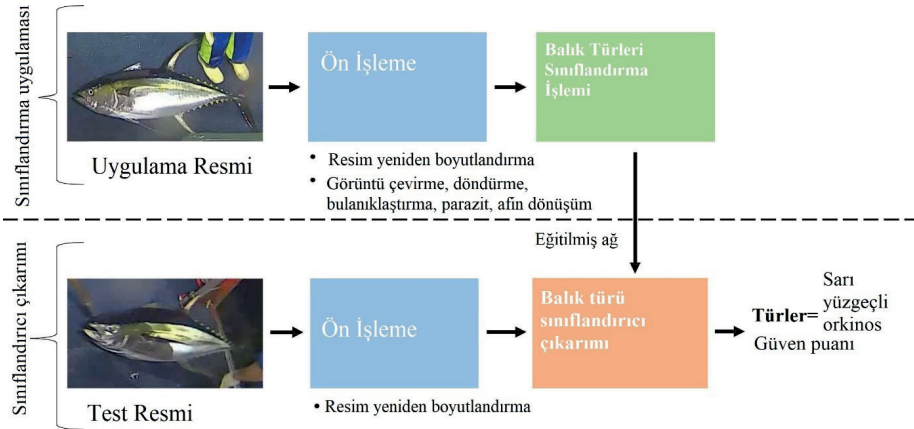 Sınıflandırma uygulaması
Uygulama Resmi
Ön İşleme
• Resim yeniden boyutlandırma
• Görüntü çevirme, döndürme,
bulanıklaştırma, parazit, afin dönüşüm
Balık Türleri
Sınıflandırma
İşlemi
Eğitilmiş ağ
Sınıflandırıcı çıkarımı
Test Resmi
Ön İşleme
• Resim yeniden boyutlandırma
Balık türü
sınıflandırıcı
çıkarımı
Türler= Sarı
yüzgeçli
orkinos
Güven puanı